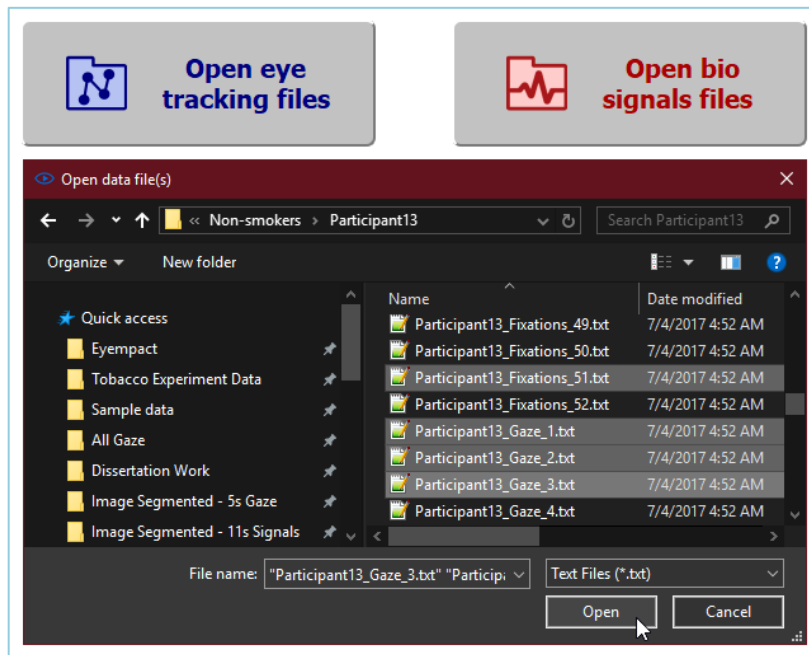 Open eye
tracking files
Open bio
signals files
Open data file(s)
« Non-smokers › Participant13
Search Participant13
Organize
New folder
Name
Date modified
Quick access
Eyempact
Tobacco Experiment Data
Sample data
All Gaze
Dissertation Work
Image Segmented - 5s Gaze
Image Segmented - 11s Signals
Participant13_Fixations_49.txt 7/4/2017 4:52 AM
Participant13_Fixations_50.txt 7/4/2017 4:52 AM
Participant13_Fixations_51.txt 7/4/2017 4:52 AM
Participant13_Fixations_52.txt 7/4/2017 4:52 AM
Participant13_Gaze_1.txt 7/4/2017 4:52 AM
Participant13_Gaze_2.txt 7/4/2017 4:52 AM
Participant13_Gaze_3.txt 7/4/2017 4:52 AM
Participant13_Gaze_4.txt 7/4/2017 4:52 AM
File name: "Participant13_Gaze_3.txt" "Particip
Text Files (*.txt)
Open
Cancel